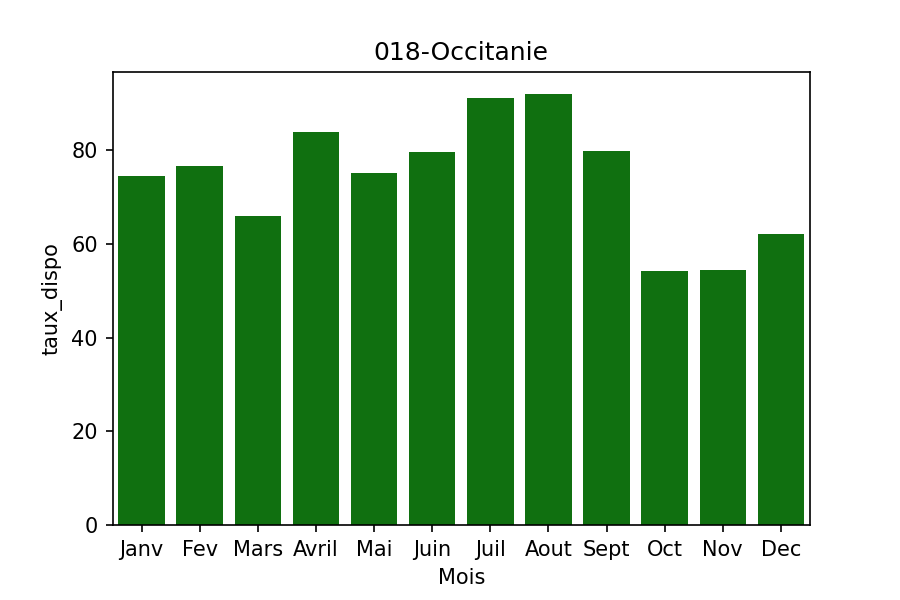 018-Occitanie
80
60
40
20
0
taux_dispo
Janv Fev Mars Avril Mai Juin Juil Aout Sept Oct Nov Dec
Mois